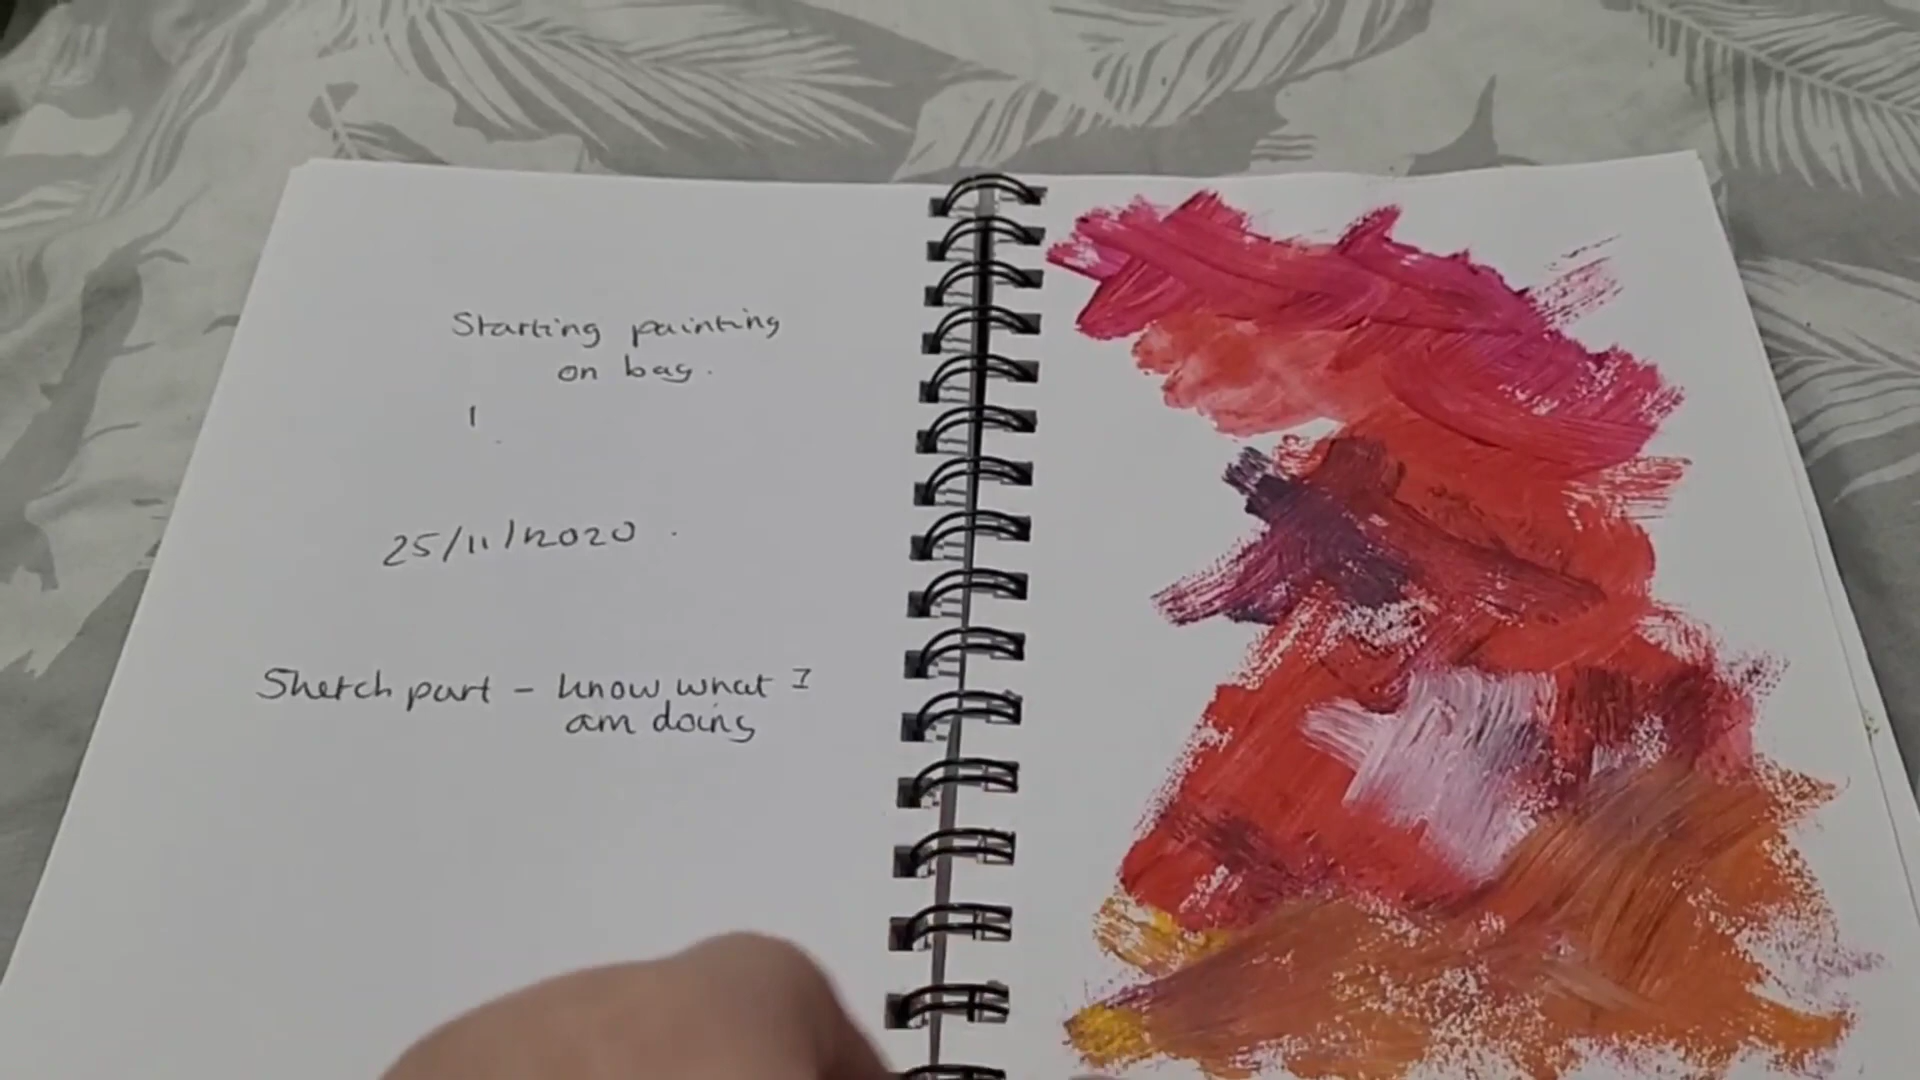 Starting painting
on bag.
1
25/11/2020.
Sketch part - know what I
am doing